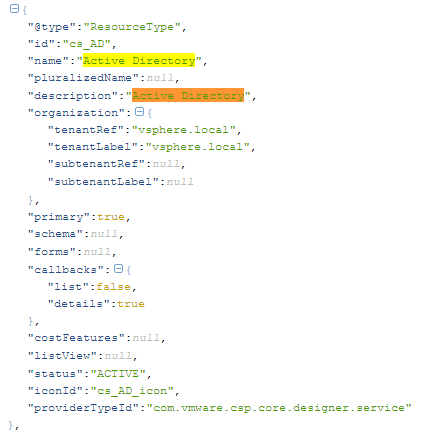 {
"@type":"ResourceType",
"id":"cs_AD",
"name":"Active Directory",
"pluralizedName":null,
"description":"Active Directory",
"organization":{
"tenantRef":"vsphere.local",
"tenantLabel":"vsphere.local",
"subtenantRef":null,
"subtenantLabel":null
},
"primary":true,
"schema":null,
"forms":null,
"callbacks":{
"list":false,
"details":true
},
"costFeatures":null,
"listView":null,
"status":"ACTIVE",
"iconId":"cs_AD_icon",
"providerTypeId":"com.vmware.csp.core.designer.service"
},